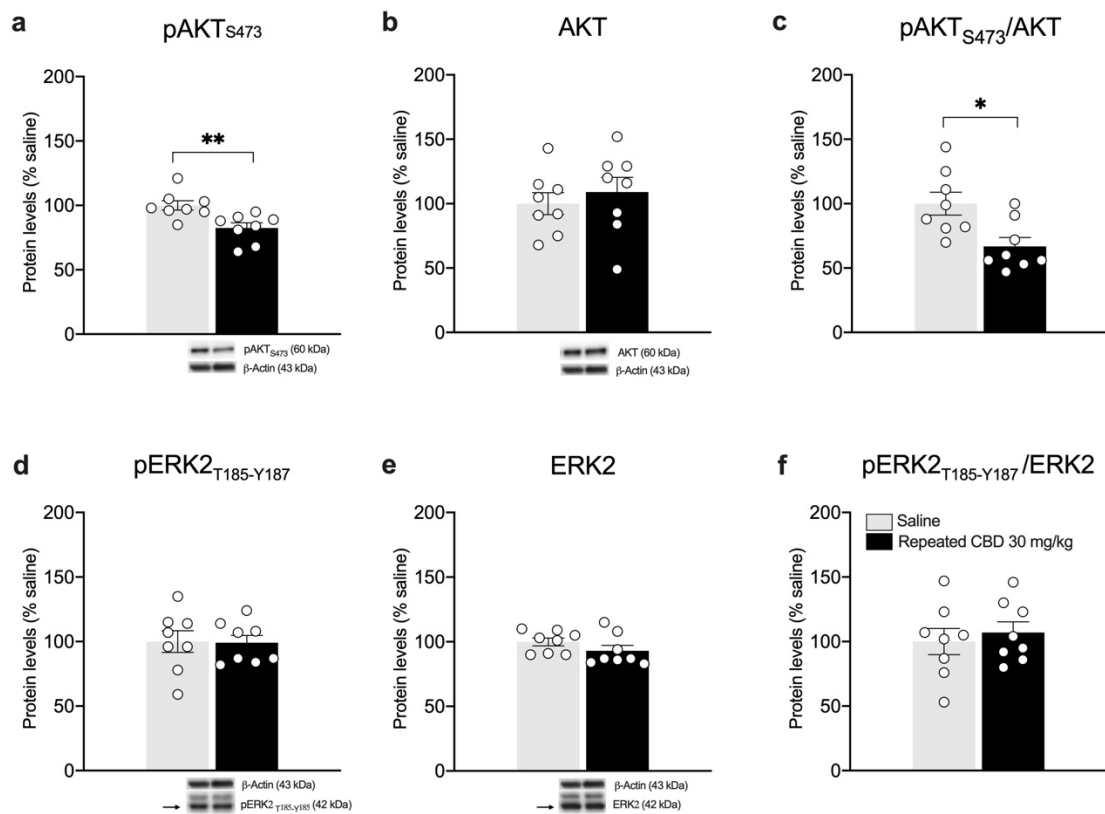 a
pAKTS473
Protein levels (% saline)
200
150
100
50
0
**
pAKTS473 (60 kDa)
β-Actin (43 kDa)
b
AKT
Protein levels (% saline)
200
150
100
50
0
AKT (60 kDa)
β-Actin (43 kDa)
c
pAKTS473/AKT
Protein levels (% saline)
200
150
100
50
0
*
d
pERK2T185-Y187
Protein levels (% saline)
200
150
100
50
0
β-Actin (43 kDa)
pERK2 T185-Y185 (42 kDa)
e
ERK2
Protein levels (% saline)
200
150
100
50
0
β-Actin (43 kDa)
ERK2 (42 kDa)
f
pERK2T185-Y187/ERK2
Protein levels (% saline)
200
150
100
50
0
Saline
Repeated CBD 30 mg/kg